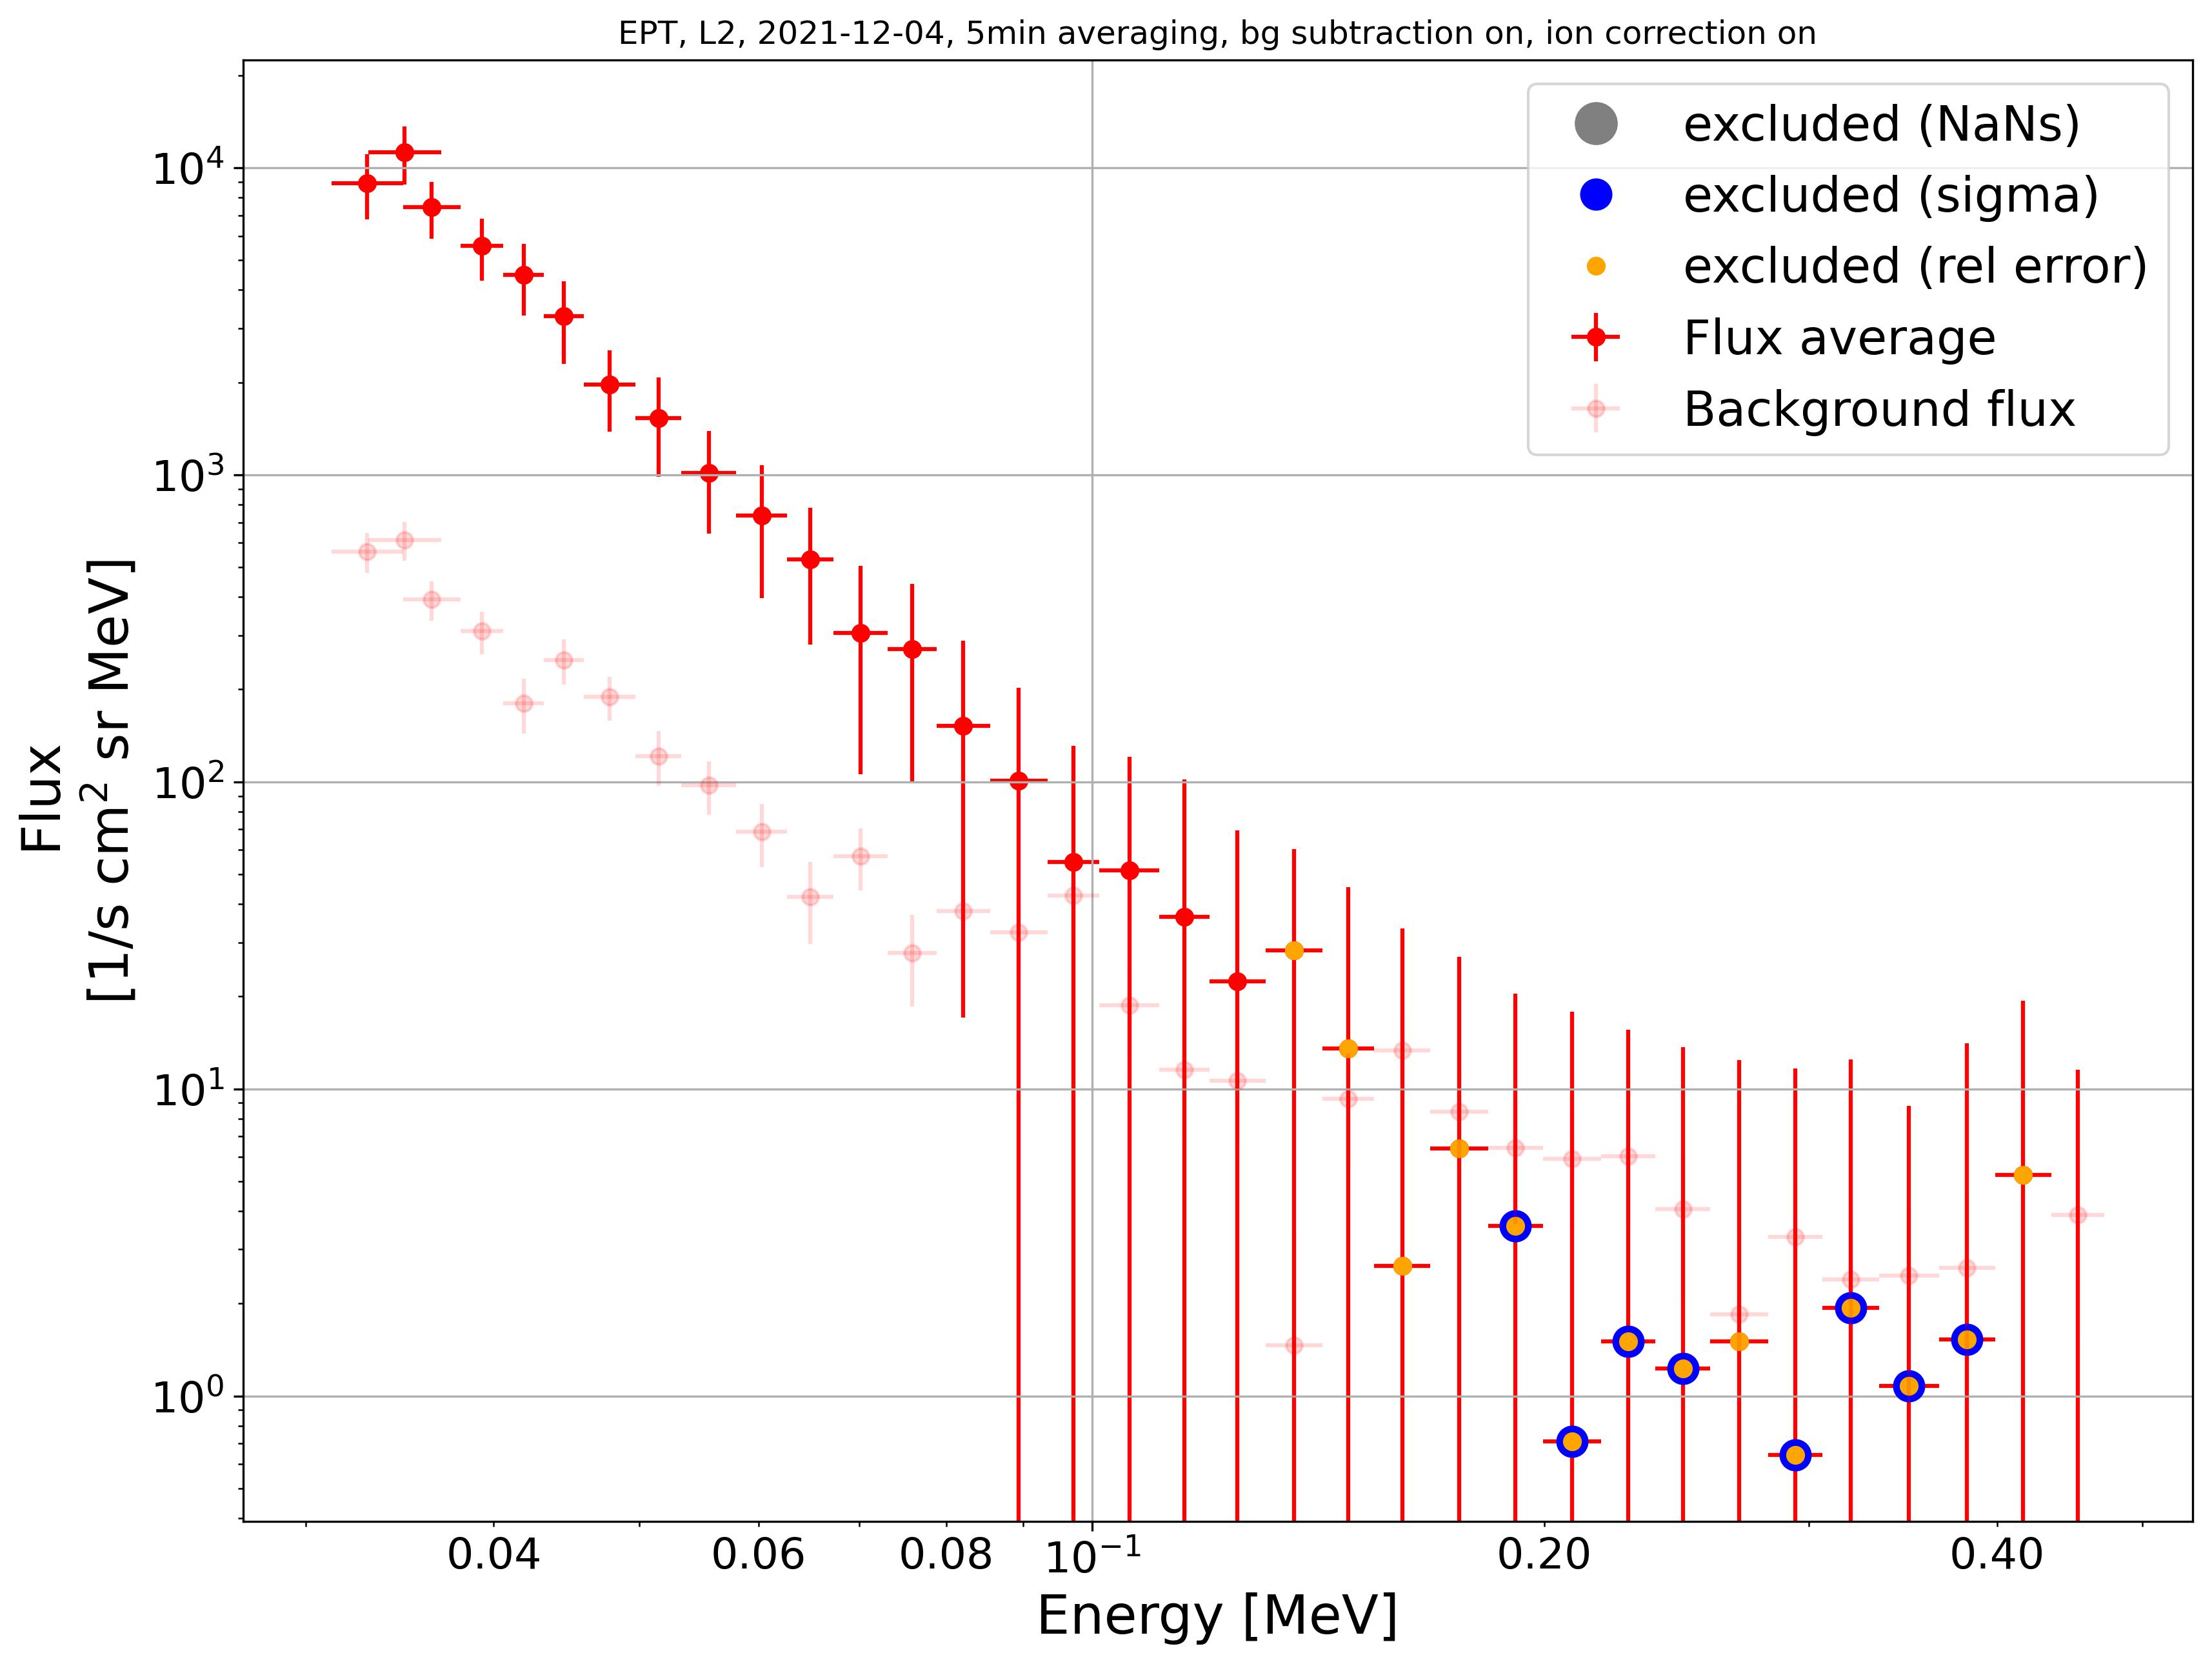 EPT, L2, 2021-12-04, 5min averaging, bg subtraction on, ion correction on
excluded (NaNs)
excluded (sigma)
excluded (rel error)
Flux average
Background flux
Flux
[1/s cm² sr MeV]
10⁴
10³
10²
10¹
10⁰
0.04
0.06
0.08
10⁻¹
0.20
0.40
Energy [MeV]